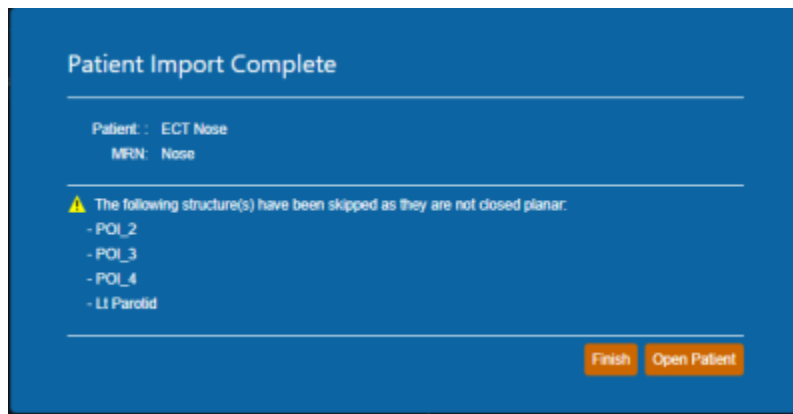 Patient Import Complete
Patient: : ECT Nose
MRN: Nose
The following structure(s) have been skipped as they are not closed planar:
- POI_2
- POI_3
- POI_4
- Lt Parotid
Finish Open Patient